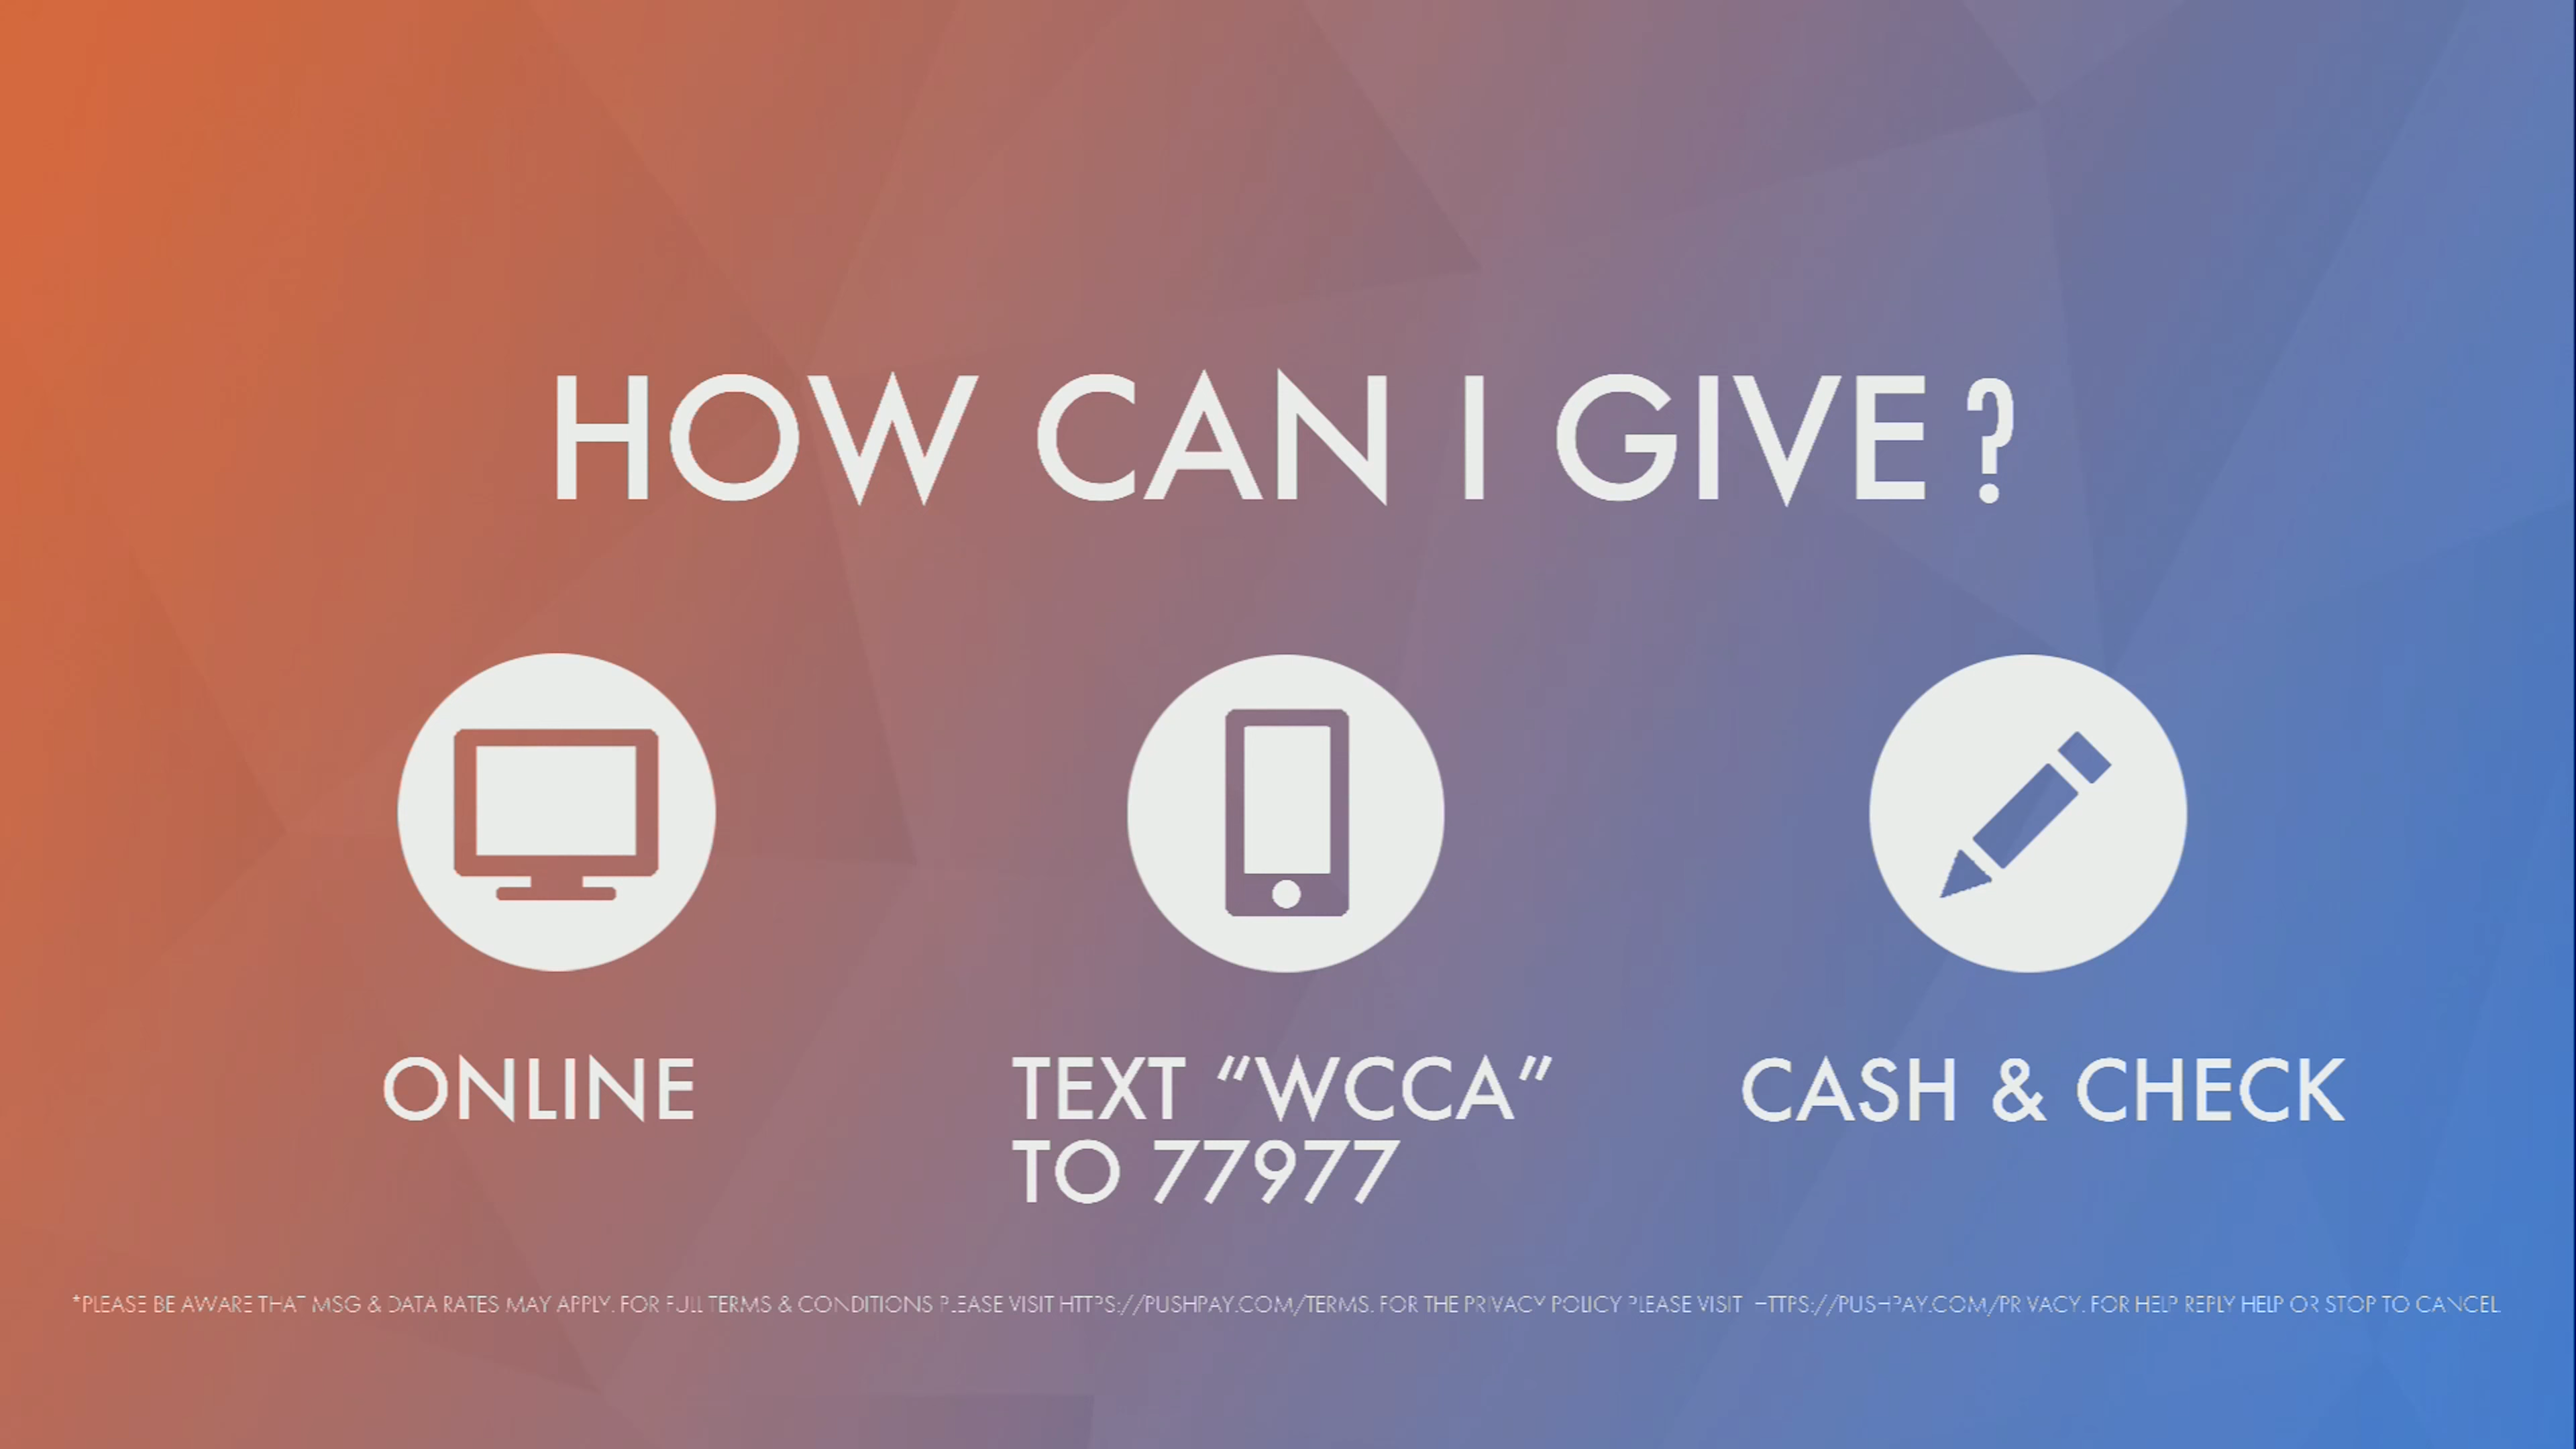 HOW CAN I GIVE?
ONLINE
TEXT “WCCA”
TO 77977
CASH & CHECK
*PLEASE BE AWARE THAT MSG & DATA RATES MAY APPLY. FOR FULL TERMS & CONDITIONS PLEASE VISIT HTTPS://PUSHPAY.COM/TERMS. FOR THE PRIVACY POLICY PLEASE VISIT HTTPS://PUSHPAY.COM/PRIVACY. FOR HELP REPLY HELP OR STOP TO CANCEL.